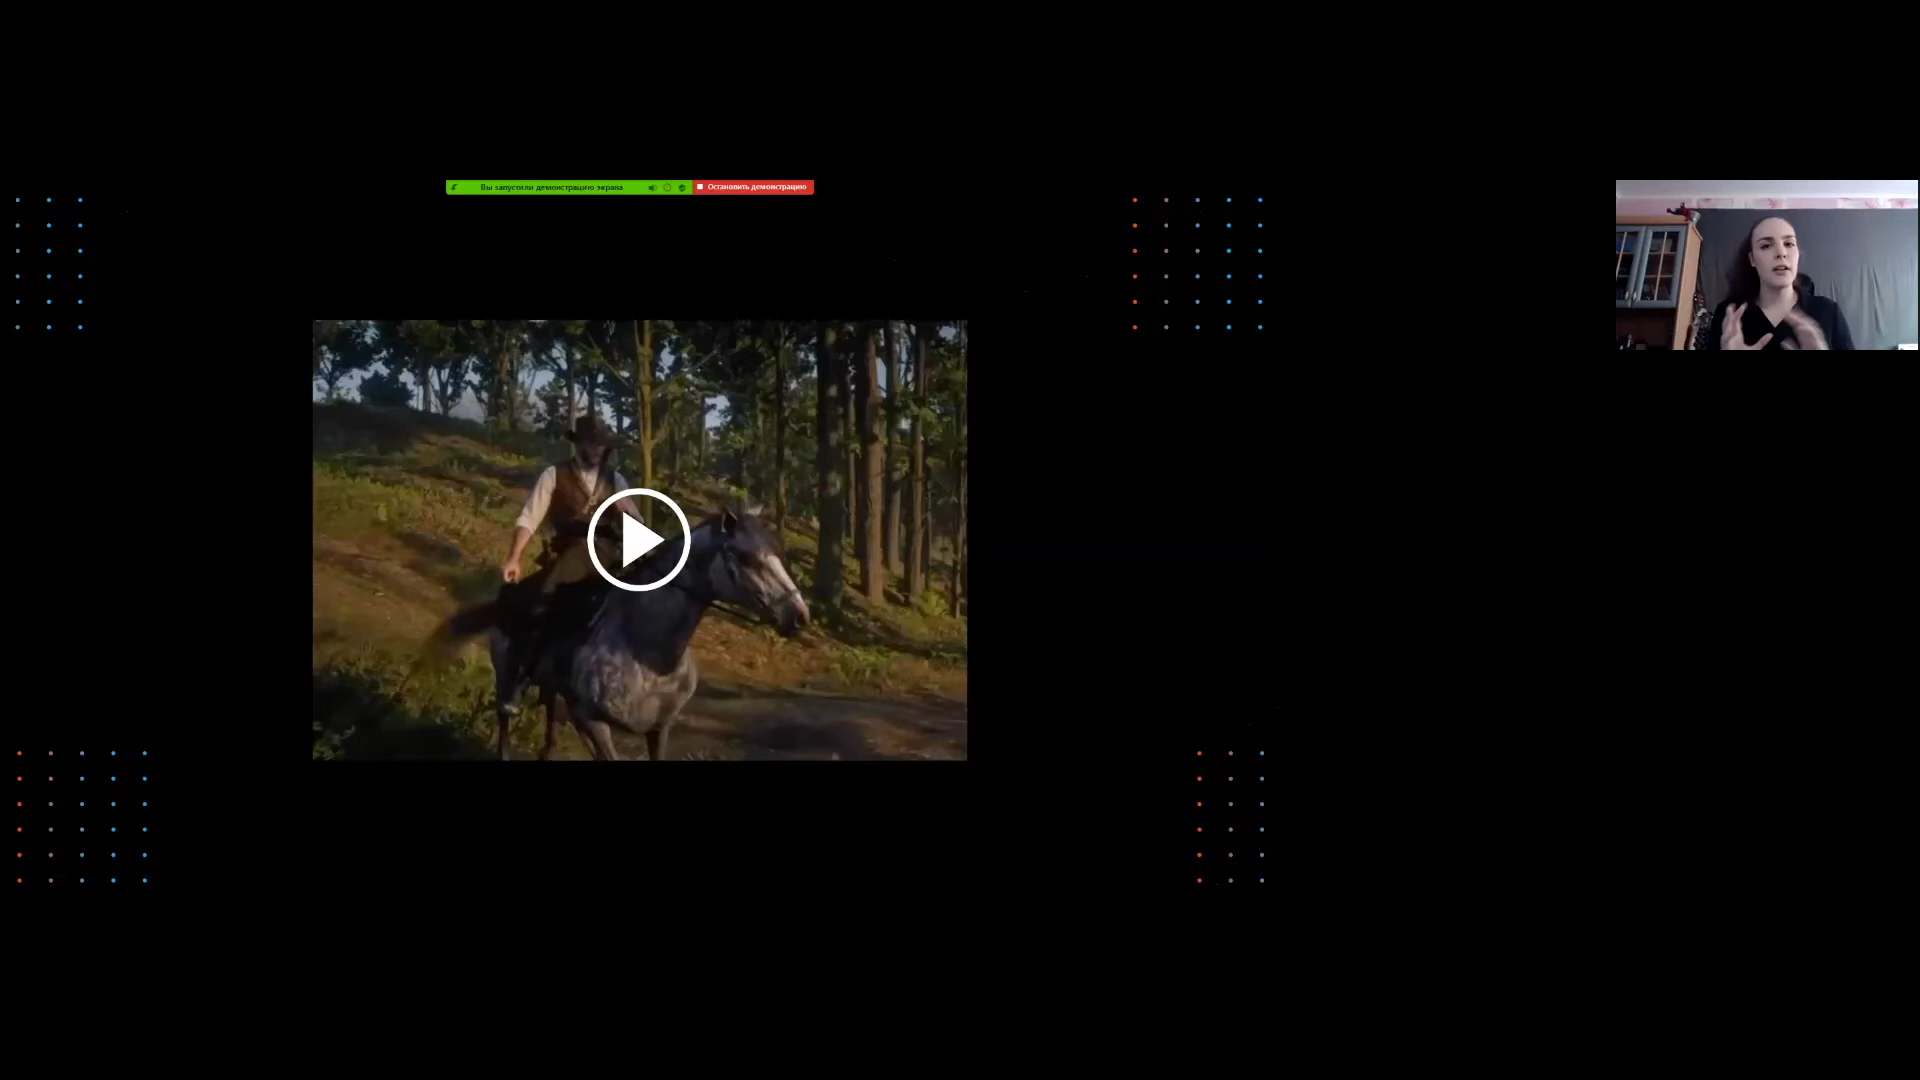 Вы запустили демонстрацию экрана
Остановить демонстрацию